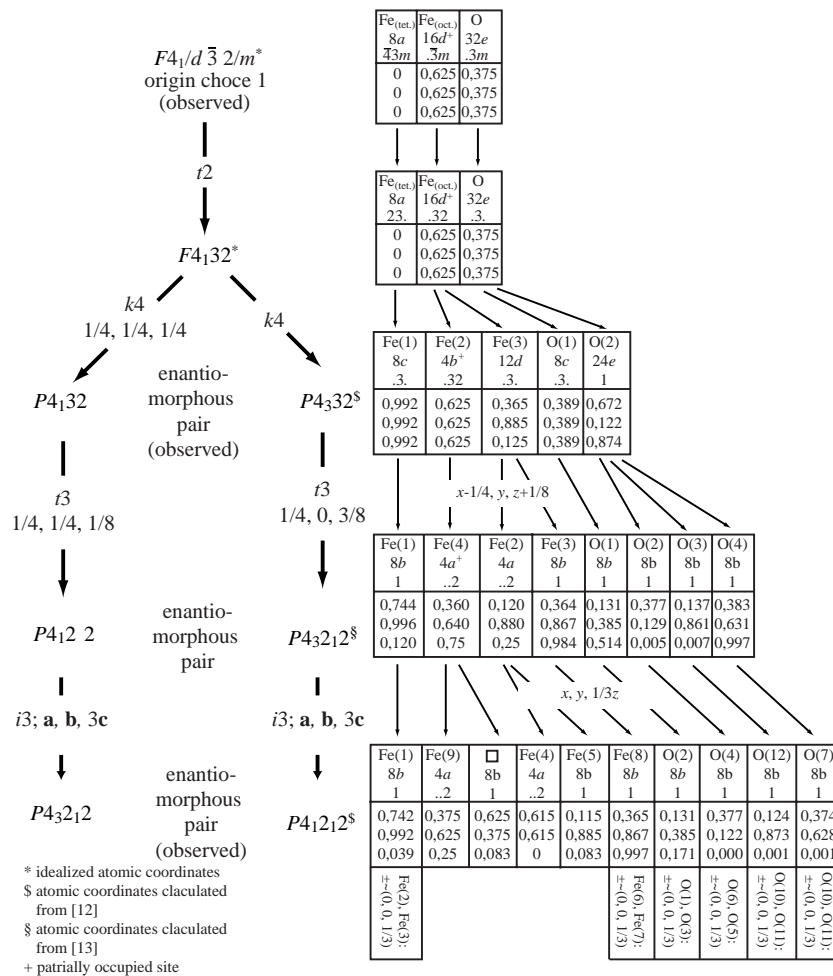 F4₁/d 3̅ 2/m*
origin choce 1
(observed)
t2
F4₁32*
k4
1/4, 1/4, 1/4
k4
P4₁32
enantio-
morphous
pair
(observed)
P4₃32$
t3
1/4, 1/4, 1/8
t3
1/4, 0, 3/8
P4₁2 2
enantio-
morphous
pair
P4₃2₁2§
i3; a, b, 3c
i3; a, b, 3c
P4₃2₁2
enantio-
morphous
pair
(observed)
P4₁2₁2$
* idealized atomic coordinates
$ atomic coordinates claculated
from [12]
§ atomic coordinates claculated
from [13]
+ patrially occupied site
Fe(tet.) Fe(oct.) O
8a 16d+ 32e
4̅3m .3̅m .3m
0 0,625 0,375
0 0,625 0,375
0 0,625 0,375
Fe(tet.) Fe(oct.) O
8a 16d+ 32e
23. .32 .3.
0 0,625 0,375
0 0,625 0,375
0 0,625 0,375
Fe(1) Fe(2) Fe(3) O(1) O(2)
8c 4b+ 12d 8c 24e
.3. .32 .3. .3. 1
0,992 0,625 0,365 0,389 0,672
0,992 0,625 0,885 0,389 0,122
0,992 0,625 0,125 0,389 0,874
x-1/4, y, z+1/8
Fe(1) Fe(4) Fe(2) Fe(3) O(1) O(2) O(3) O(4)
8b 4a+ 4a 8b 8b 8b 8b 8b
1 ..2 ..2 1 1 1 1 1
0,744 0,360 0,120 0,364 0,131 0,377 0,137 0,383
0,996 0,640 0,880 0,867 0,385 0,129 0,861 0,631
0,120 0,75 0,25 0,984 0,514 0,005 0,007 0,997
x, y, 1/3z
Fe(1) Fe(9) □ Fe(4) Fe(5) Fe(8) O(2) O(4) O(12) O(7)
8b 4a 8b 4a 8b 8b 8b 8b 8b 8b
1 ..2 1 ..2 1 1 1 1 1 1
0,742 0,375 0,625 0,615 0,115 0,365 0,131 0,377 0,124 0,374
0,992 0,625 0,375 0,615 0,885 0,867 0,385 0,122 0,873 0,628
0,039 0,25 0,083 0 0,083 0,997 0,171 0,000 0,001 0,001
Fe(2), Fe(3):
±~(0, 0, 1/3)
Fe(6), Fe(7):
±~(0, 0, 1/3)
O(1), O(3):
±~(0, 0, 1/3)
O(6), O(5):
±~(0, 0, 1/3)
O(10), O(11):
±~(0, 0, 1/3)
O(10), O(11):
±~(0, 0, 1/3)